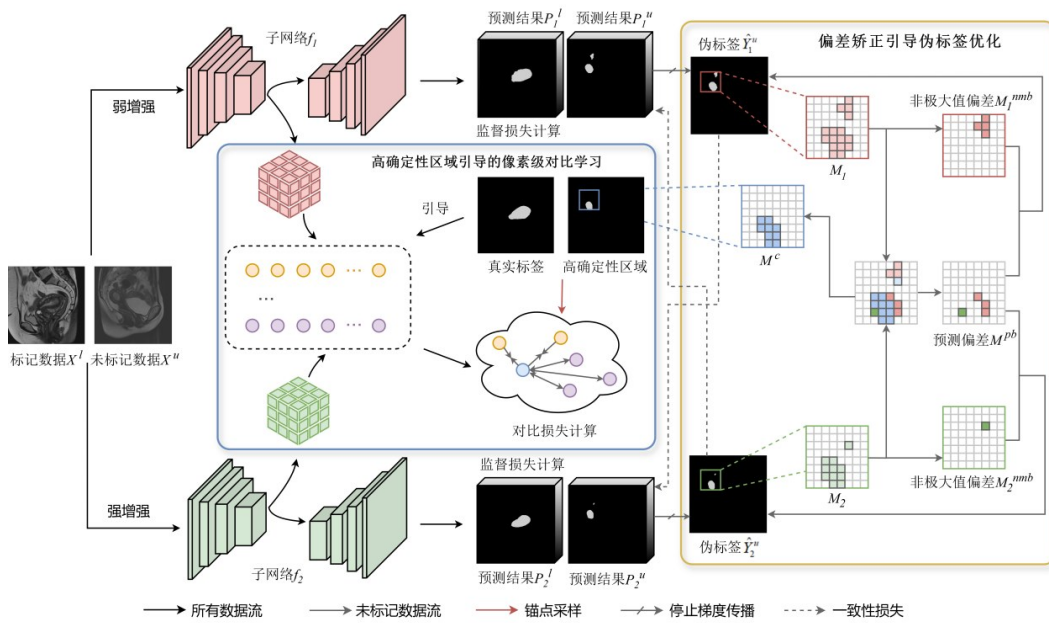 预测结果P₁ˡ
预测结果P₁ᵘ
子网络f₁
弱增强
监督损失计算
伪标签Ŷ₁ᵘ
偏差矫正引导伪标签优化
非极大值偏差M₁ⁿᵐᵇ
M₁
高确定性区域引导的像素级对比学习
引导
真实标签
高确定性区域
Mᶜ
预测偏差Mᵖᵇ
标记数据Xˡ
未标记数据Xᵘ
对比损失计算
监督损失计算
强增强
子网络f₂
预测结果P₂ˡ
预测结果P₂ᵘ
M₂
非极大值偏差M₂ⁿᵐᵇ
伪标签Ŷ₂ᵘ
所有数据流
未标记数据流
锚点采样
停止梯度传播
一致性损失